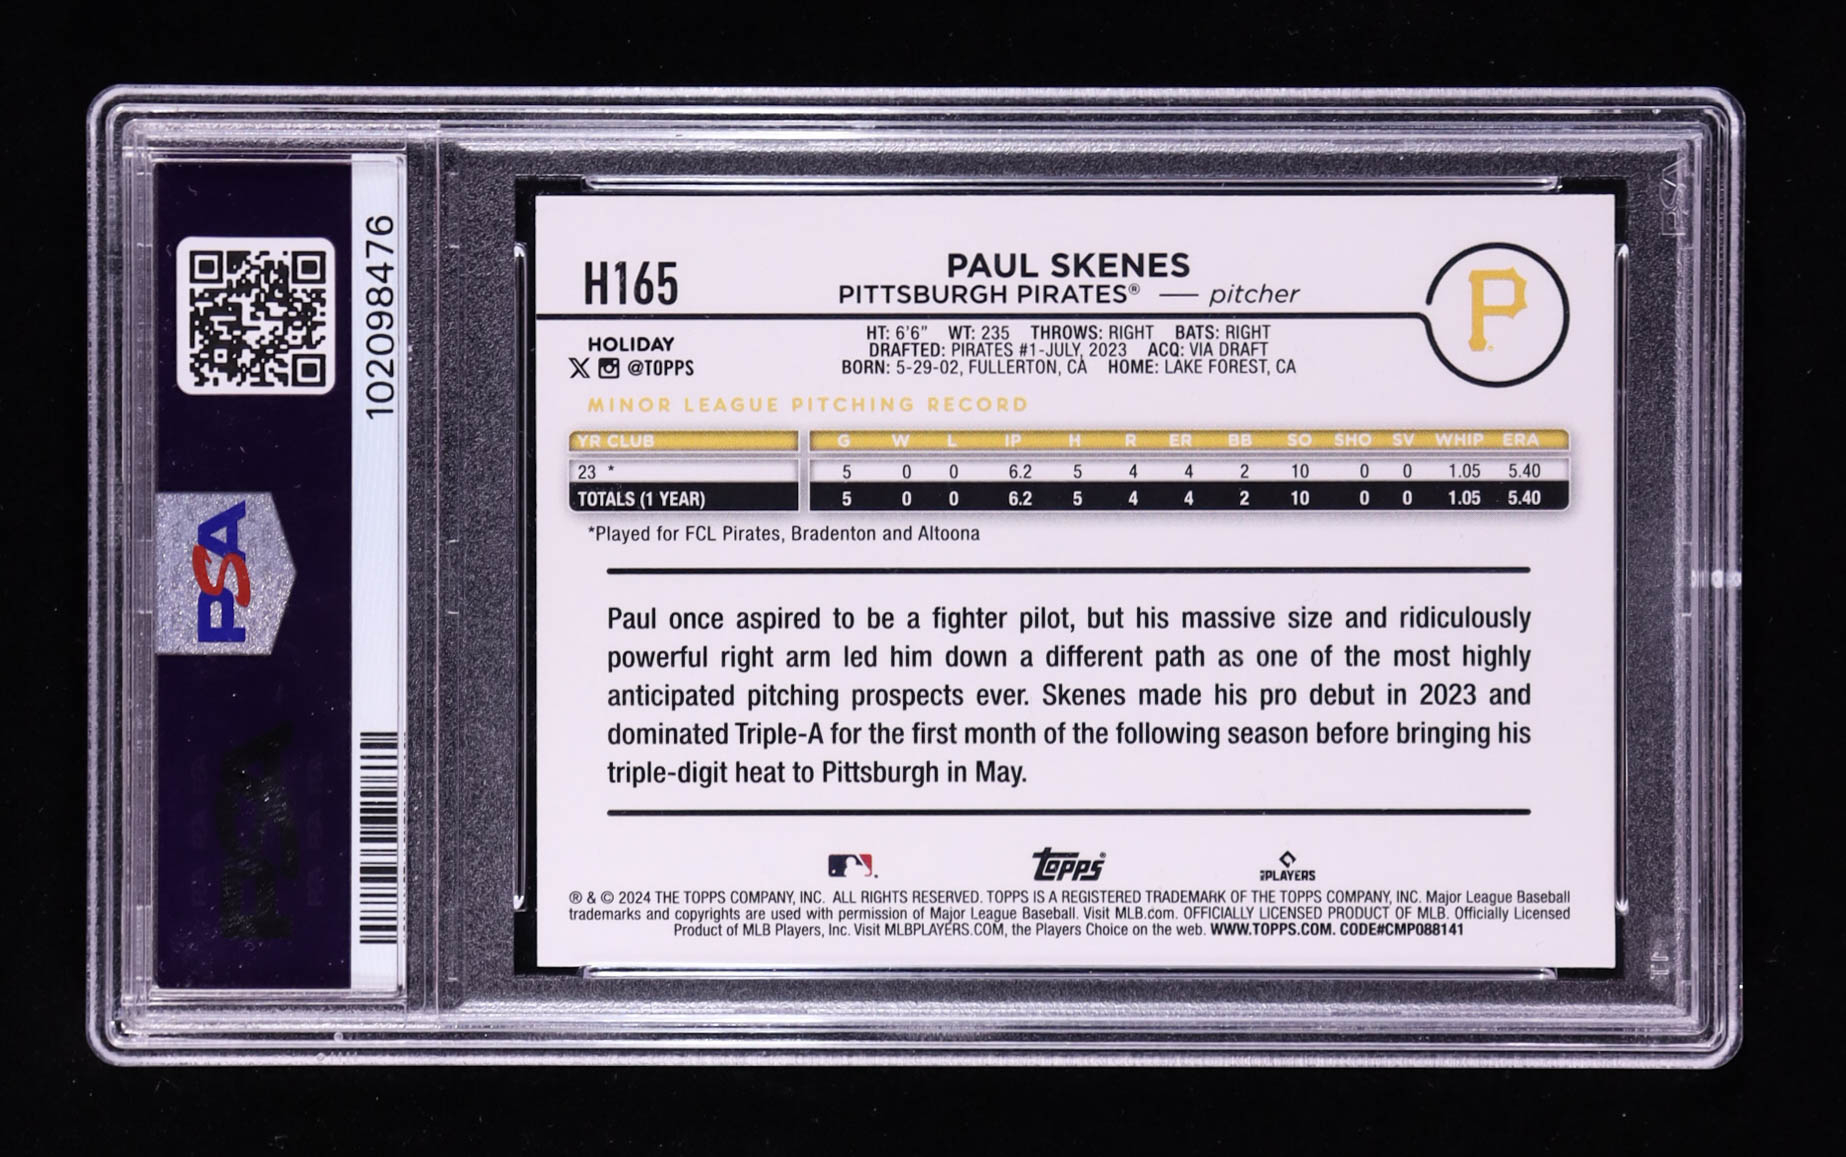 102098476
PSA
H165
PAUL SKENES
PITTSBURGH PIRATES® — pitcher
P
HOLIDAY
X @TOPPS
HT: 6'6" WT: 235 THROWS: RIGHT BATS: RIGHT
DRAFTED: PIRATES #1-JULY, 2023 ACQ: VIA DRAFT
BORN: 5-29-02, FULLERTON, CA HOME: LAKE FOREST, CA
MINOR LEAGUE PITCHING RECORD
YR CLUB G W L IP H R ER BB SO SHO SV WHIP ERA
23 * 5 0 0 6.2 5 4 4 2 10 0 0 1.05 5.40
TOTALS (1 YEAR) 5 0 0 6.2 5 4 4 2 10 0 0 1.05 5.40
*Played for FCL Pirates, Bradenton and Altoona
Paul once aspired to be a fighter pilot, but his massive size and ridiculously
powerful right arm led him down a different path as one of the most highly
anticipated pitching prospects ever. Skenes made his pro debut in 2023 and
dominated Triple-A for the first month of the following season before bringing his
triple-digit heat to Pittsburgh in May.
Topps®
PLAYERS
® & © 2024 THE TOPPS COMPANY, INC. ALL RIGHTS RESERVED. TOPPS IS A REGISTERED TRADEMARK OF THE TOPPS COMPANY, INC. Major League Baseball
trademarks and copyrights are used with permission of Major League Baseball. Visit MLB.com. OFFICIALLY LICENSED PRODUCT OF MLB. Officially Licensed
Product of MLB Players, Inc. Visit MLBPLAYERS.COM, the Players Choice on the web. WWW.TOPPS.COM. CODE#CMP088141
PSA
PSA